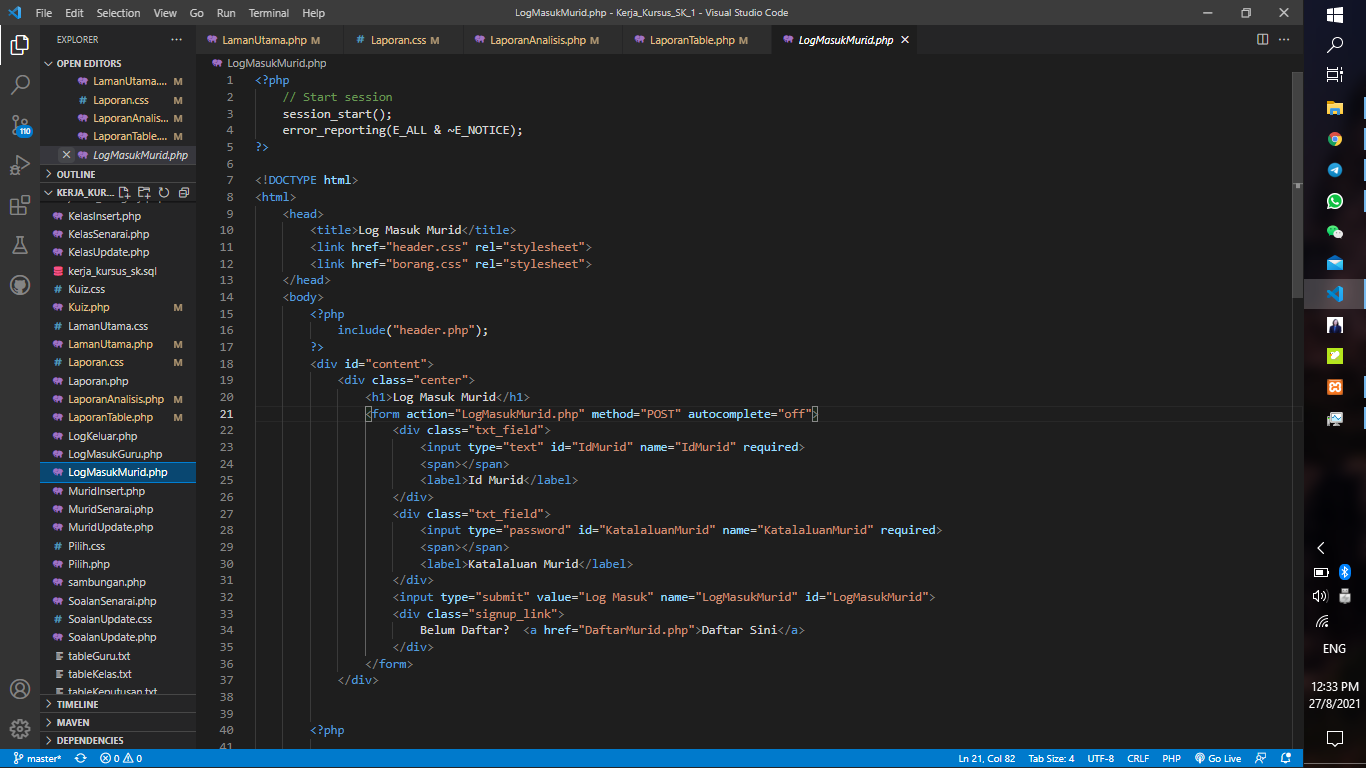 File Edit Selection View Go Run Terminal Help
LogMasukMurid.php - Kerja_Kursus_SK_1 - Visual Studio Code
EXPLORER
OPEN EDITORS
LamanUtama.... M
Laporan.css M
LaporanAnalis... M
LaporanTable.... M
LogMasukMurid.php
OUTLINE
KERJA_KUR...
KelasInsert.php
KelasSenarai.php
KelasUpdate.php
kerja_kursus_sk.sql
Kuiz.css
Kuiz.php M
LamanUtama.css
LamanUtama.php M
Laporan.css M
Laporan.php
LaporanAnalisis.php M
LaporanTable.php M
LogKeluar.php
LogMasukGuru.php
LogMasukMurid.php
MuridInsert.php
MuridSenarai.php
MuridUpdate.php
Pilih.css
Pilih.php
sambungan.php
SoalanSenarai.php
SoalanUpdate.css
SoalanUpdate.php
tableGuru.txt
tableKelas.txt
tableKeputusan.txt
TIMELINE
MAVEN
DEPENDENCIES
110
LamanUtama.php M # Laporan.css M LaporanAnalisis.php M LaporanTable.php M LogMasukMurid.php
LogMasukMurid.php
1 <?php
2 // Start session
3 session_start();
4 error_reporting(E_ALL & ~E_NOTICE);
5 ?>
6
7 <!DOCTYPE html>
8 <html>
9 <head>
10 <title>Log Masuk Murid</title>
11 <link href="header.css" rel="stylesheet">
12 <link href="borang.css" rel="stylesheet">
13 </head>
14 <body>
15 <?php
16 include("header.php");
17 ?>
18 <div id="content">
19 <div class="center">
20 <h1>Log Masuk Murid</h1>
21 <form action="LogMasukMurid.php" method="POST" autocomplete="off">
22 <div class="txt_field">
23 <input type="text" id="IdMurid" name="IdMurid" required>
24 <span></span>
25 <label>Id Murid</label>
26 </div>
27 <div class="txt_field">
28 <input type="password" id="KatalaluanMurid" name="KatalaluanMurid" required>
29 <span></span>
30 <label>Katalaluan Murid</label>
31 </div>
32 <input type="submit" value="Log Masuk" name="LogMasukMurid" id="LogMasukMurid">
33 <div class="signup_link">
34 Belum Daftar? <a href="DaftarMurid.php">Daftar Sini</a>
35 </div>
36 </form>
37 </div>
38
39
40 <?php
41
master* 0 0
Ln 21, Col 82 Tab Size: 4 UTF-8 CRLF PHP Go Live
ENG
12:33 PM
27/8/2021